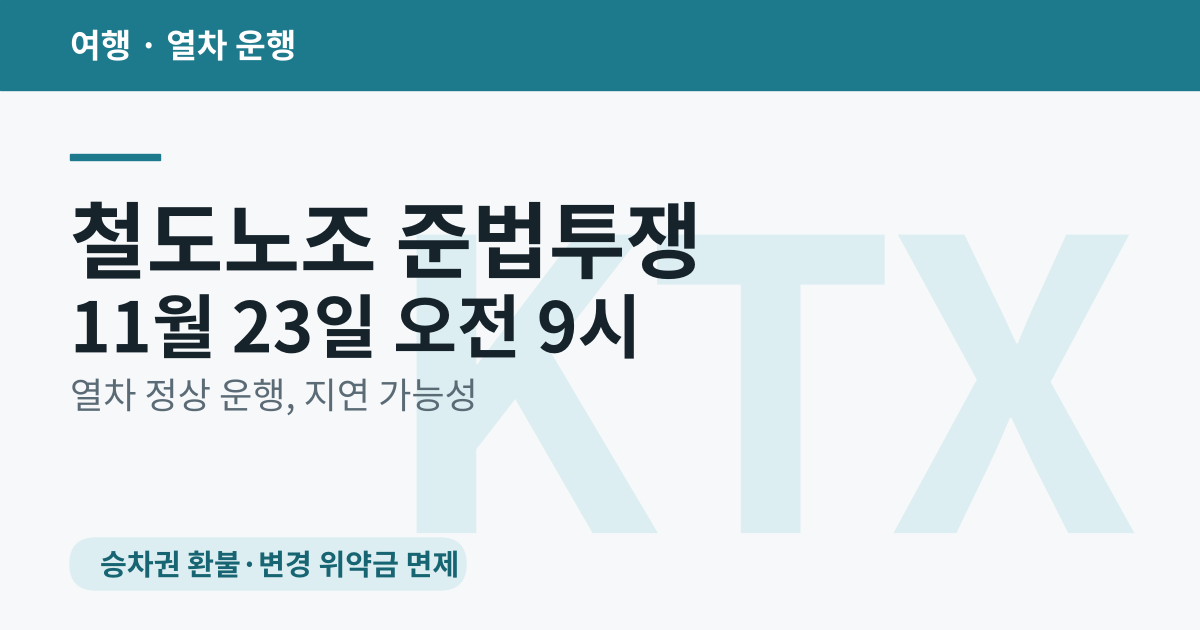 여행 · 열차 운행
철도노조 준법투쟁
11월 23일 오전 9시
열차 정상 운행, 지연 가능성
KTX
승차권 환불·변경 위약금 면제